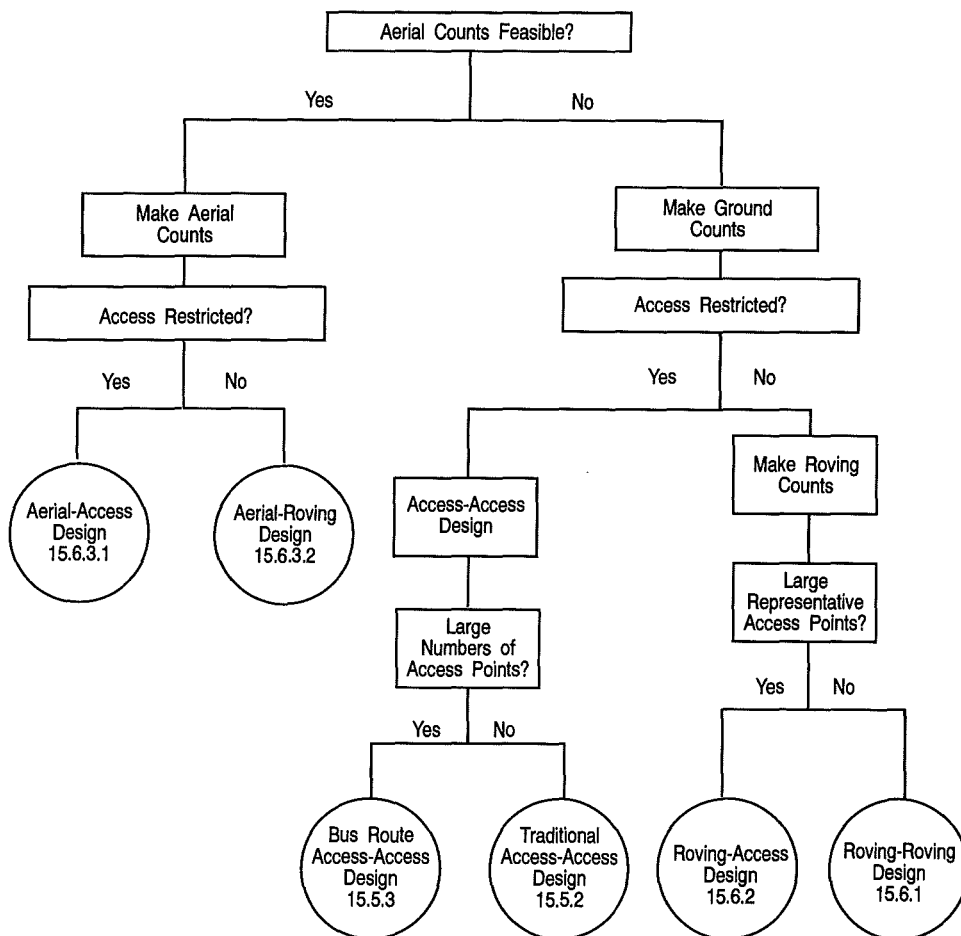 Aerial Counts Feasible?
Yes
No
Make Aerial
Counts
Make Ground
Counts
Access Restricted?
Access Restricted?
Yes
No
Yes
No
Aerial-Access
Design
15.6.3.1
Aerial-Roving
Design
15.6.3.2
Access-Access
Design
Make Roving
Counts
Large
Numbers of
Access Points?
Large
Representative
Access Points?
Yes
No
Yes
No
Bus Route
Access-Access
Design
15.5.3
Traditional
Access-Access
Design
15.5.2
Roving-Access
Design
15.6.2
Roving-Roving
Design
15.6.1